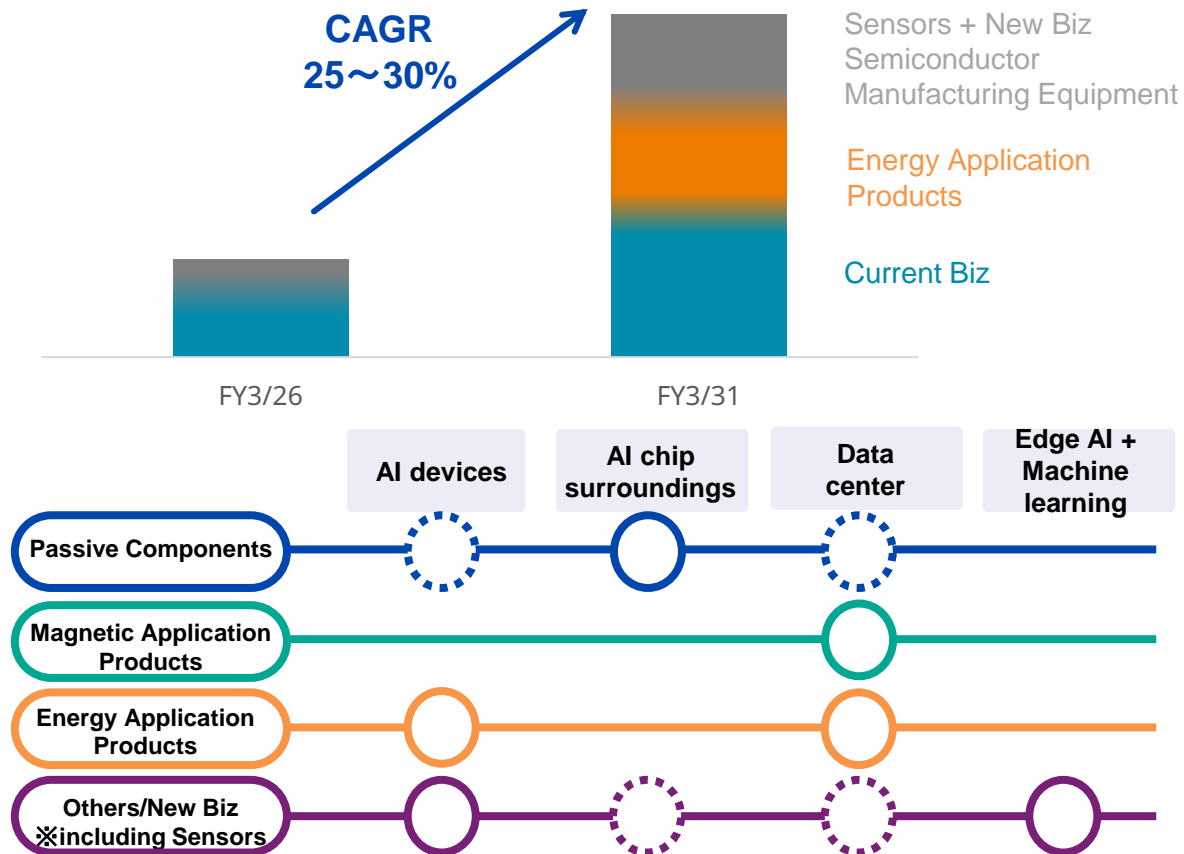 CAGR
25～30%
Sensors + New Biz
Semiconductor
Manufacturing Equipment
Energy Application
Products
Current Biz
FY3/26
FY3/31
AI devices
AI chip
surroundings
Data
center
Edge AI +
Machine
learning
Passive Components
Magnetic Application
Products
Energy Application
Products
Others/New Biz
※including Sensors